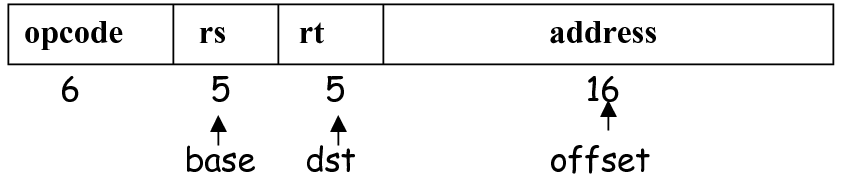 opcode rs rt address
6 5 5 16
base dst offset